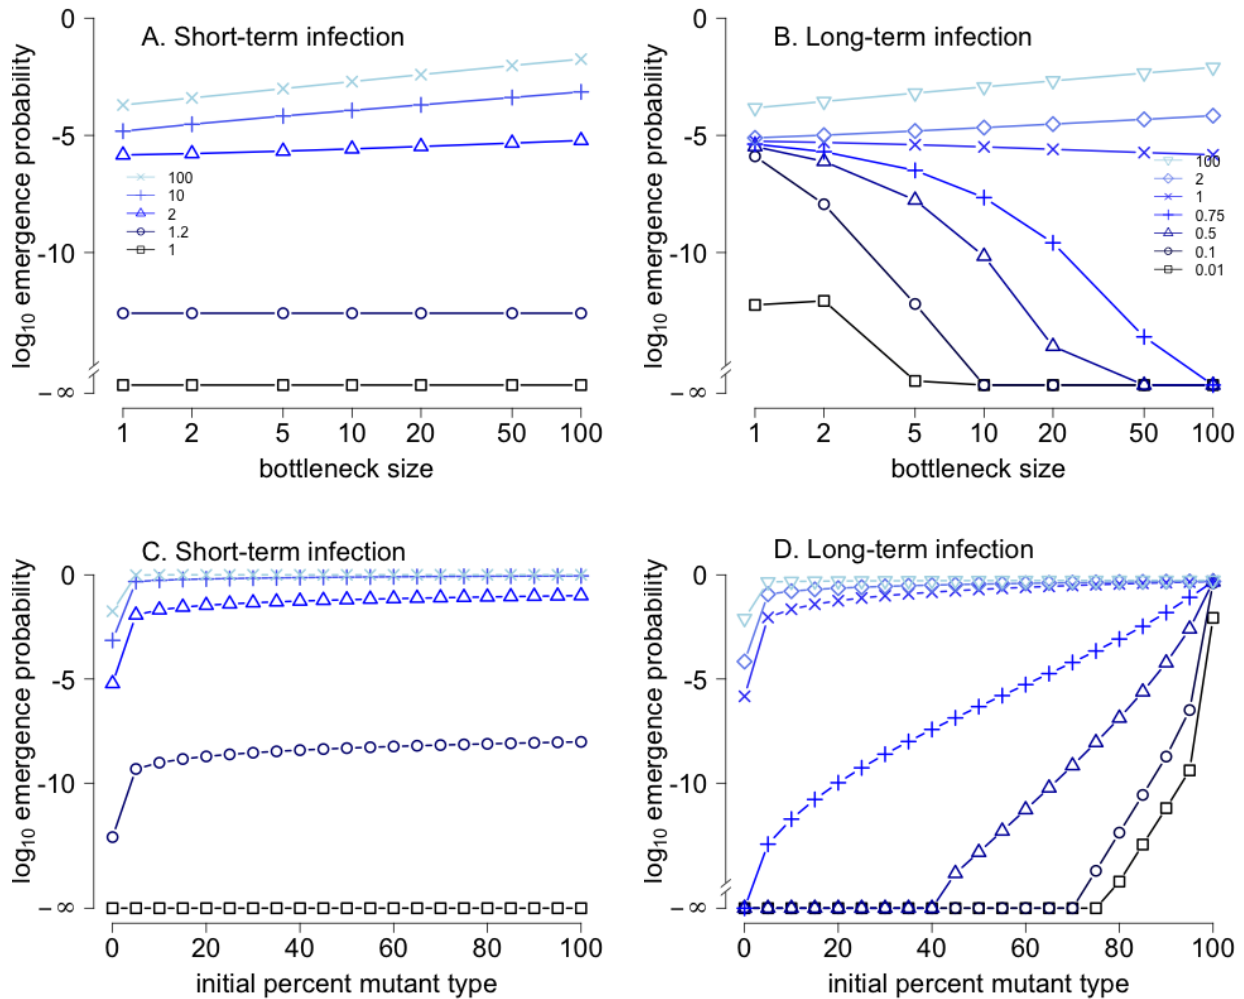 A. Short-term infection
log10 emergence probability
0
-5
-10
− ∞
100
10
2
1.2
1
1 2 5 10 20 50 100
bottleneck size
B. Long-term infection
log10 emergence probability
0
-5
-10
− ∞
100
2
1
0.75
0.5
0.1
0.01
1 2 5 10 20 50 100
bottleneck size
C. Short-term infection
log10 emergence probability
0
-5
-10
− ∞
0 20 40 60 80 100
initial percent mutant type
D. Long-term infection
log10 emergence probability
0
-5
-10
− ∞
0 20 40 60 80 100
initial percent mutant type